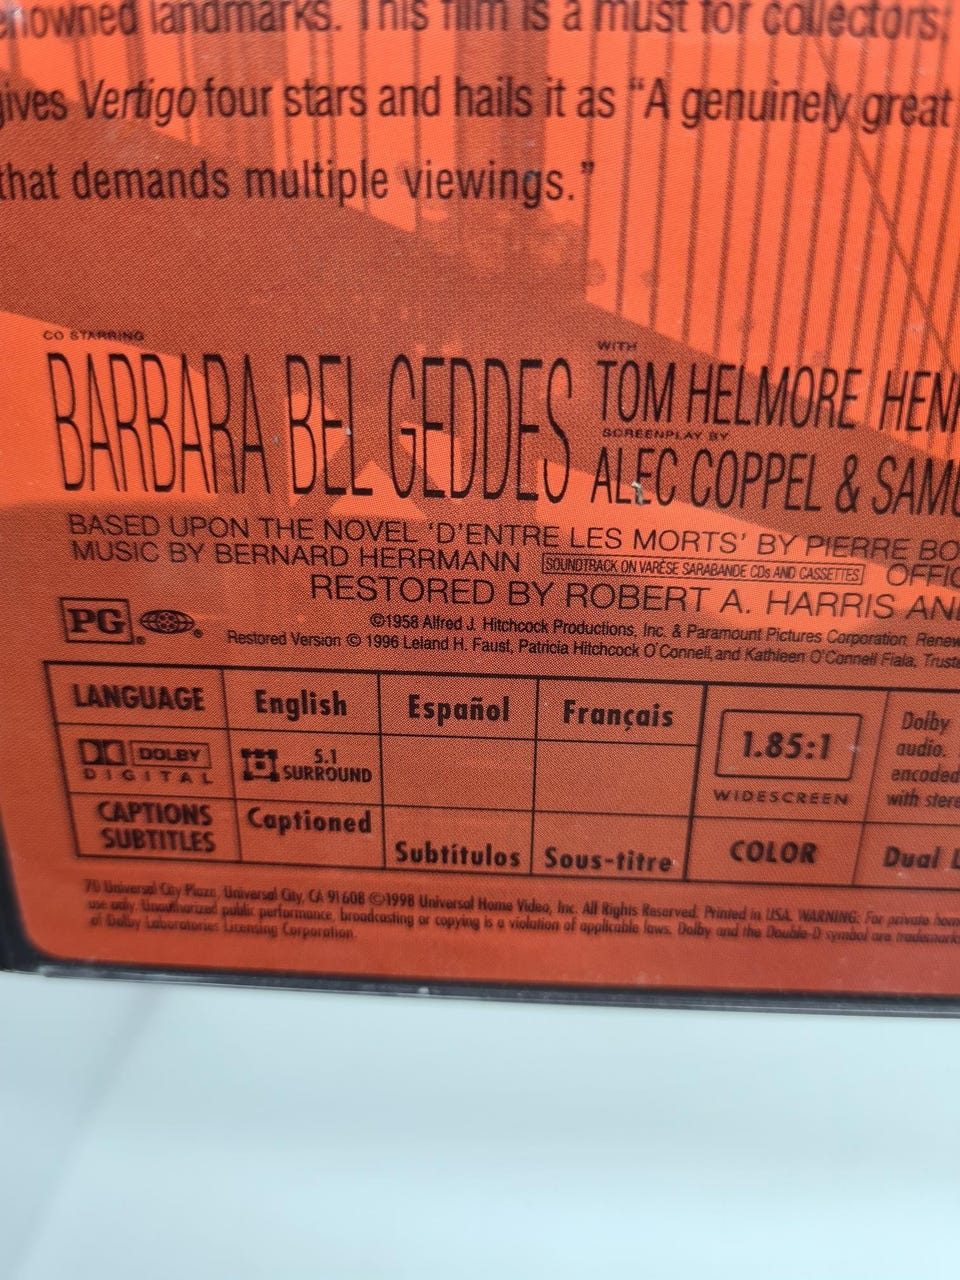 landmarks. This film is a must for collectors;
gives Vertigo four stars and hails it as "A genuinely great
that demands multiple viewings."
CO STARRING
BARBARA BEL GEDDES
WITH
TOM HELMORE
SCREENPLAY BY
ALEC COPPEL &
BASED UPON THE NOVEL 'D'ENTRE LES MORTS' BY PIERRE
MUSIC BY BERNARD HERRMANN SOUNDTRACK ON VARÈSE SARABANDE CDs AND CASSETTES
RESTORED BY ROBERT A. HARRIS
PG ®
©1958 Alfred J. Hitchcock Productions, Inc. & Paramount Pictures Corporation.
Restored Version © 1996 Leland H. Faust, Patricia Hitchcock O'Connell, and Kathleen O'Connell Fiala,
LANGUAGE English Español Français
DOLBY DIGITAL 5.1 SURROUND
CAPTIONS SUBTITLES Captioned Subtítulos Sous-titre
1.85:1
WIDESCREEN
COLOR
Dolby
audio.
encoded
with
Dual
70 Universal City Plaza, Universal City, CA 91608 ©1998 Universal Home Video, Inc. All Rights Reserved. Printed in USA. WARNING: For private
use only. Unauthorized public performance, broadcasting or copying is a violation of applicable laws. Dolby and the Double-D symbol are
of Dolby Laboratories Licensing Corporation.